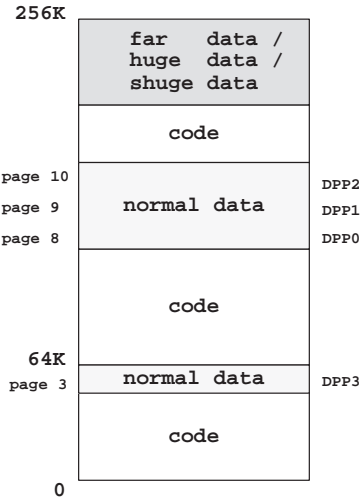 256K
far data /
huge data /
shuge data
code
page 10
DPP2
page 9
normal data
DPP1
page 8
DPP0
code
64K
page 3
normal data
DPP3
code
0